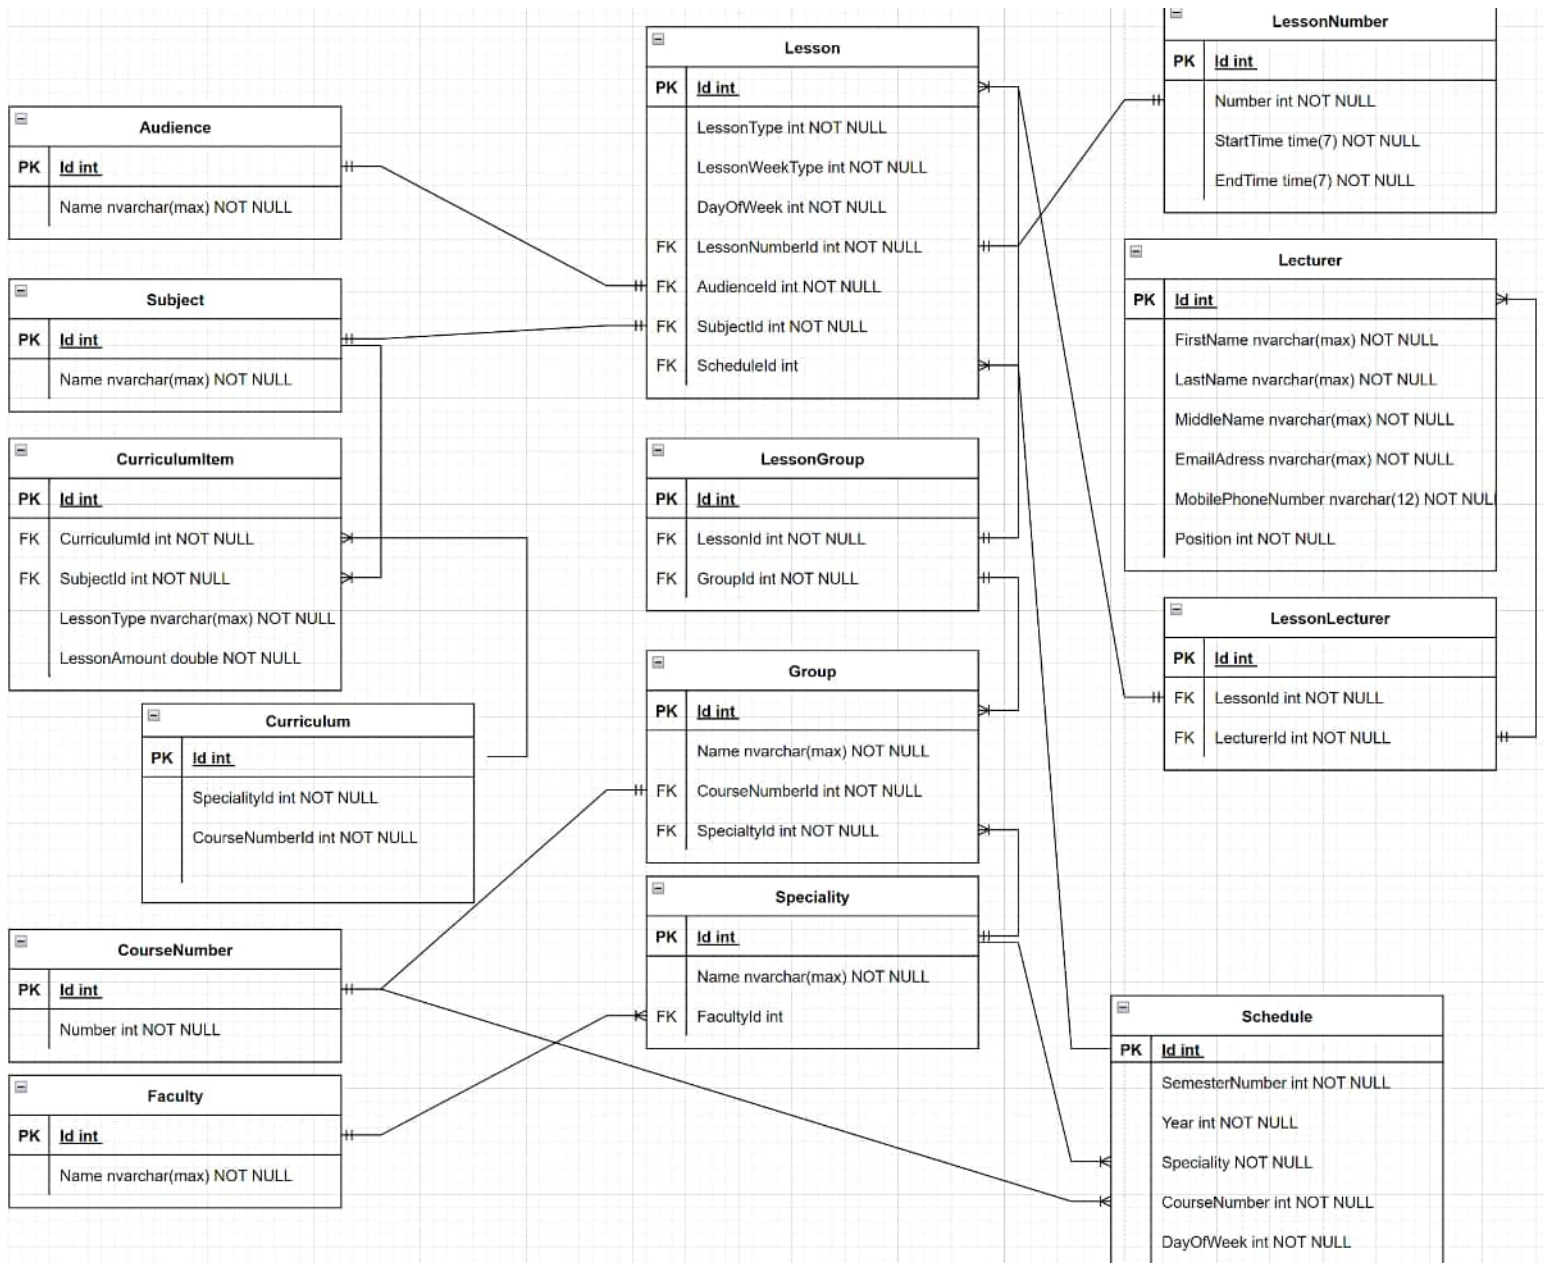 Audience
PK Id int
Name nvarchar(max) NOT NULL
Subject
PK Id int
Name nvarchar(max) NOT NULL
CurriculumItem
PK Id int
FK CurriculumId int NOT NULL
FK SubjectId int NOT NULL
LessonType nvarchar(max) NOT NULL
LessonAmount double NOT NULL
Curriculum
PK Id int
SpecialityId int NOT NULL
CourseNumberId int NOT NULL
CourseNumber
PK Id int
Number int NOT NULL
Faculty
PK Id int
Name nvarchar(max) NOT NULL
Lesson
PK Id int
LessonType int NOT NULL
LessonWeekType int NOT NULL
DayOfWeek int NOT NULL
FK LessonNumberId int NOT NULL
FK AudienceId int NOT NULL
FK SubjectId int NOT NULL
FK ScheduleId int
LessonGroup
PK Id int
FK LessonId int NOT NULL
FK GroupId int NOT NULL
Group
PK Id int
Name nvarchar(max) NOT NULL
FK CourseNumberId int NOT NULL
FK SpecialtyId int NOT NULL
Speciality
PK Id int
Name nvarchar(max) NOT NULL
FK FacultyId int
LessonNumber
PK Id int
Number int NOT NULL
StartTime time(7) NOT NULL
EndTime time(7) NOT NULL
Lecturer
PK Id int
FirstName nvarchar(max) NOT NULL
LastName nvarchar(max) NOT NULL
MiddleName nvarchar(max) NOT NULL
EmailAdress nvarchar(max) NOT NULL
MobilePhoneNumber nvarchar(12) NOT NUL
Position int NOT NULL
LessonLecturer
PK Id int
FK LessonId int NOT NULL
FK LecturerId int NOT NULL
Schedule
PK Id int
SemesterNumber int NOT NULL
Year int NOT NULL
Speciality NOT NULL
CourseNumber int NOT NULL
DayOfWeek int NOT NULL